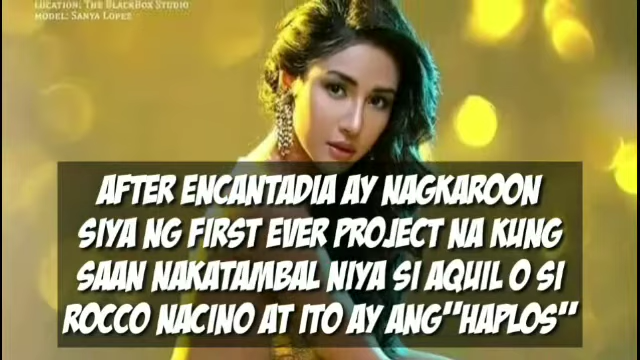 LOCATION: THE BLACKBOX STUDIO
MODEL: SANYA LOPEZ
AFTER ENCANTADIA AY NAGKAROON
SIYA NG FIRST EVER PROJECT NA KUNG
SAAN NAKATAMBAL NIYA SI AQUIL O SI
ROCCO NACINO AT ITO AY ANG"HAPLOS"